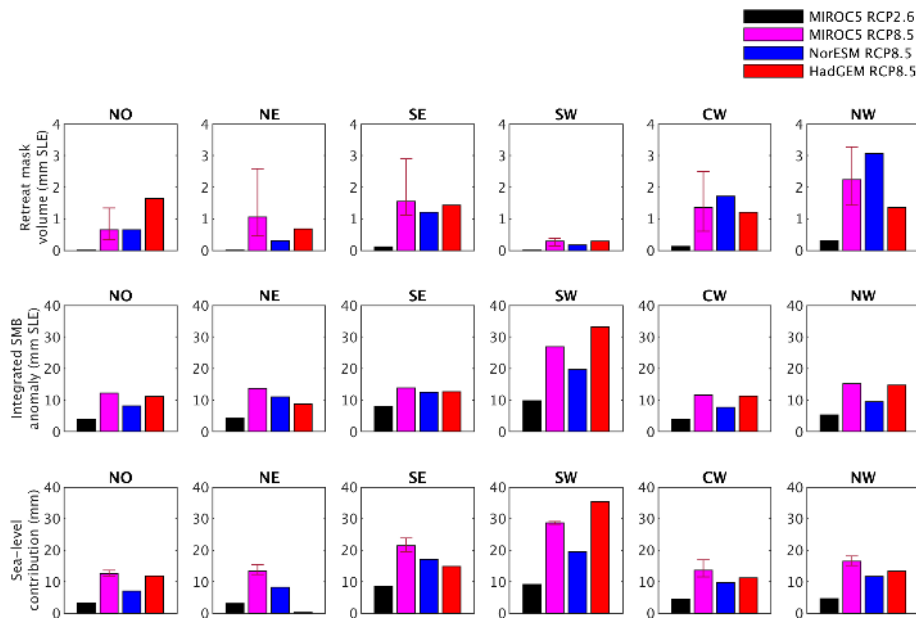 MIROC5 RCP2.6
MIROC5 RCP8.5
NorESM RCP8.5
HadGEM RCP8.5
NO NE SE SW CW NW
Retreat mask
volume (mm SLE)
4 4 4 4 4 4
3 3 3 3 3 3
2 2 2 2 2 2
1 1 1 1 1 1
0 0 0 0 0 0
NO NE SE SW CW NW
Integrated SMB
anomaly (mm SLE)
40 40 40 40 40 40
30 30 30 30 30 30
20 20 20 20 20 20
10 10 10 10 10 10
0 0 0 0 0 0
NO NE SE SW CW NW
Sea-level
contribution (mm)
40 40 40 40 40 40
30 30 30 30 30 30
20 20 20 20 20 20
10 10 10 10 10 10
0 0 0 0 0 0